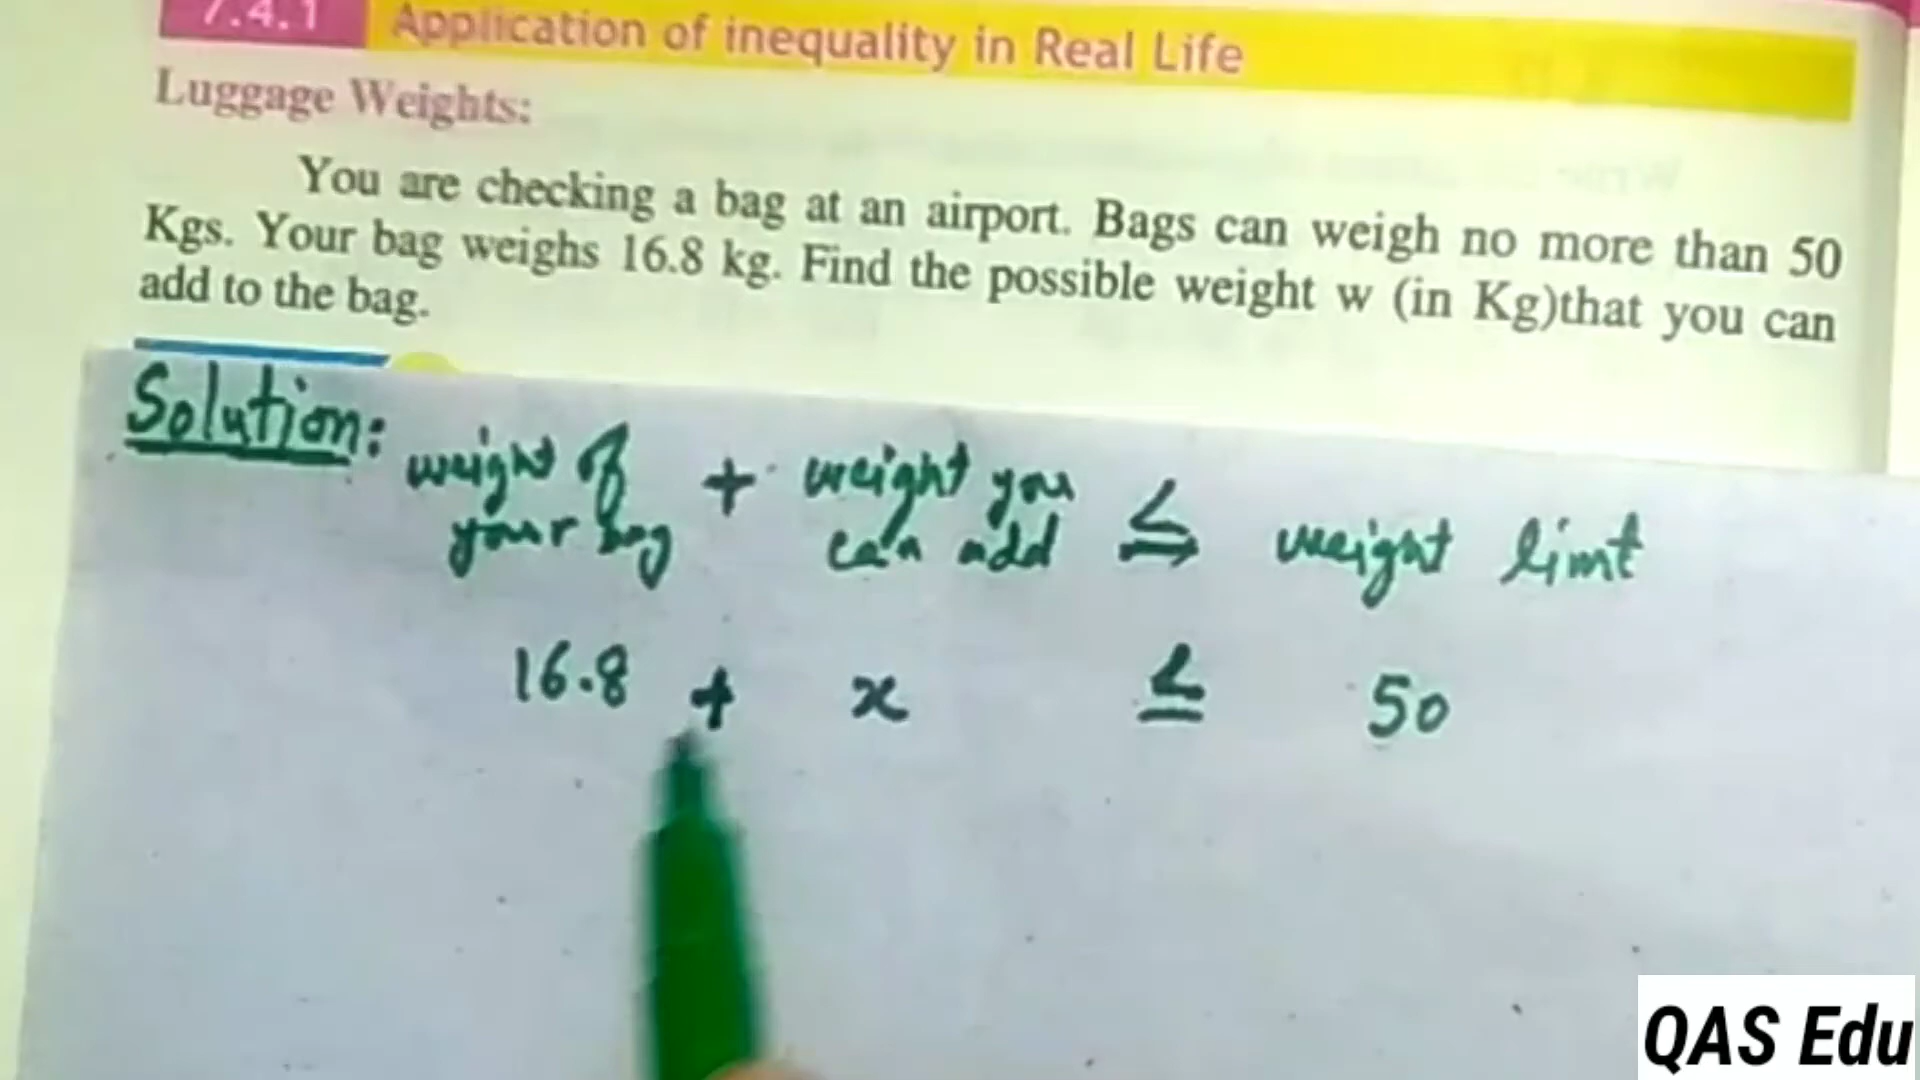 7.4.1 Application of inequality in Real Life
Luggage Weights:
You are checking a bag at an airport. Bags can weigh no more than 50
Kgs. Your bag weighs 16.8 kg. Find the possible weight w (in Kg)that you can
add to the bag.
Solution: weight of + weight you ≤ weight limt
your bag can add
16.8 + x ≤ 50
QAS Edu